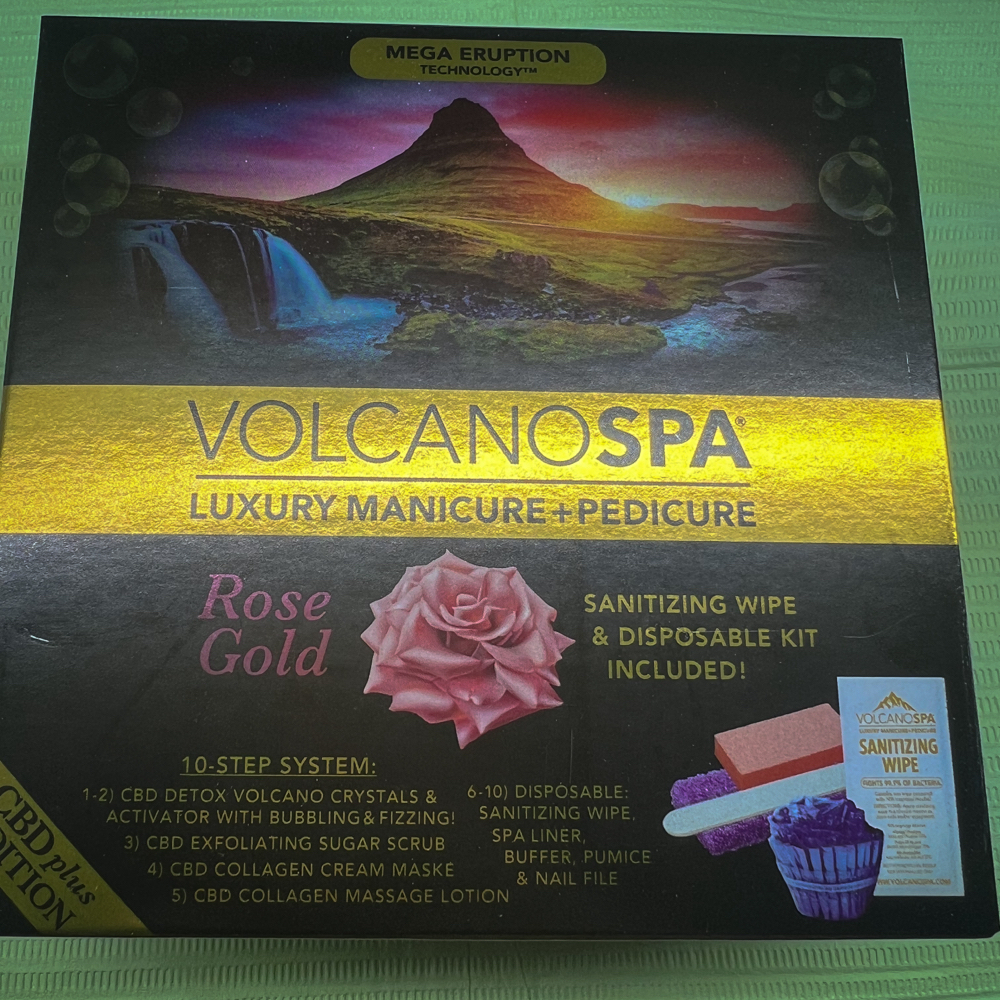 MEGA ERUPTION
TECHNOLOGY™
VOLCANOSPA®
LUXURY MANICURE+PEDICURE
Rose
Gold
SANITIZING WIPE
& DISPOSABLE KIT
INCLUDED!
10-STEP SYSTEM:
1-2) CBD DETOX VOLCANO CRYSTALS &
ACTIVATOR WITH BUBBLING & FIZZING!
3) CBD EXFOLIATING SUGAR SCRUB
4) CBD COLLAGEN CREAM MASKE
5) CBD COLLAGEN MASSAGE LOTION
6-10) DISPOSABLE:
SANITIZING WIPE,
SPA LINER,
BUFFER, PUMICE
& NAIL FILE
CBD plus
VOLCANOSPA
LUXURY MANICURE+PEDICURE
SANITIZING
WIPE
WWW.VOLCANOSPA.COM